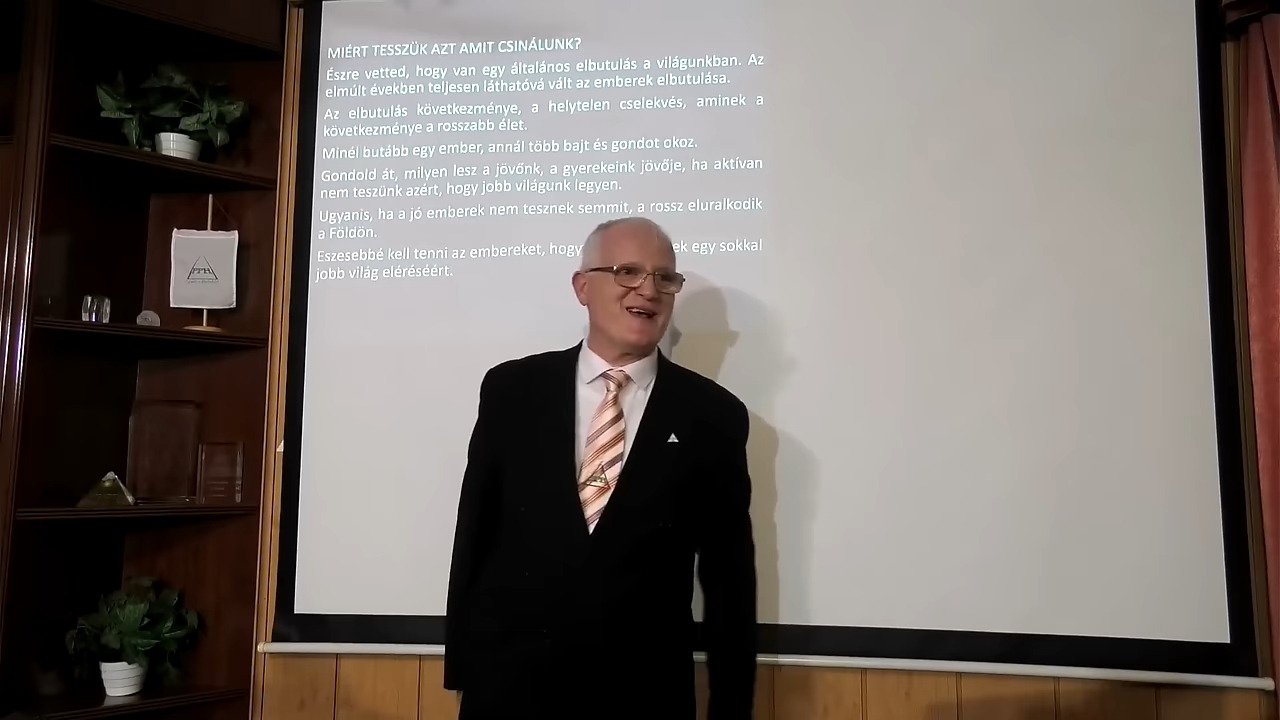 MIÉRT TESSZÜK AZT AMIT CSINÁLUNK?
Észre vetted, hogy van egy általános elbutulás a világunkban. Az
elmúlt években teljesen láthatóvá vált az emberek elbutulása.
Az elbutulás következménye, a helytelen cselekvés, aminek a
következménye a rosszabb élet.
Minél butább egy ember, annál több bajt és gondot okoz.
Gondold át, milyen lesz a jövőnk, a gyerekeink jövője, ha aktívan
nem teszünk azért, hogy jobb világunk legyen.
Ugyanis, ha a jó emberek nem tesznek semmit, a rossz eluralkodik
a Földön.
Eszesebbé kell tenni az embereket, hogy egy sokkal
jobb világ eléréséért.